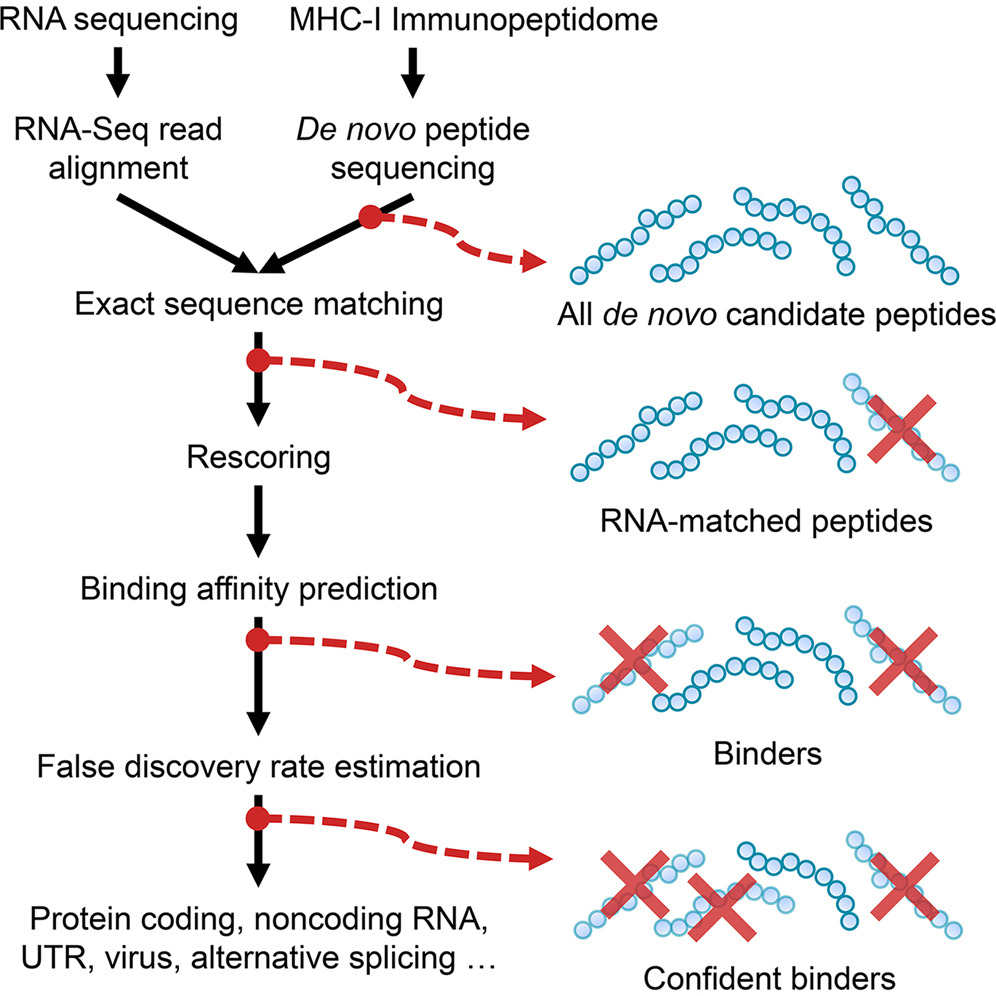 RNA sequencing
MHC-I Immunopeptidome
RNA-Seq read
alignment
De novo peptide
sequencing
Exact sequence matching
All de novo candidate peptides
Rescoring
RNA-matched peptides
Binding affinity prediction
Binders
False discovery rate estimation
Protein coding, noncoding RNA,
UTR, virus, alternative splicing ...
Confident binders